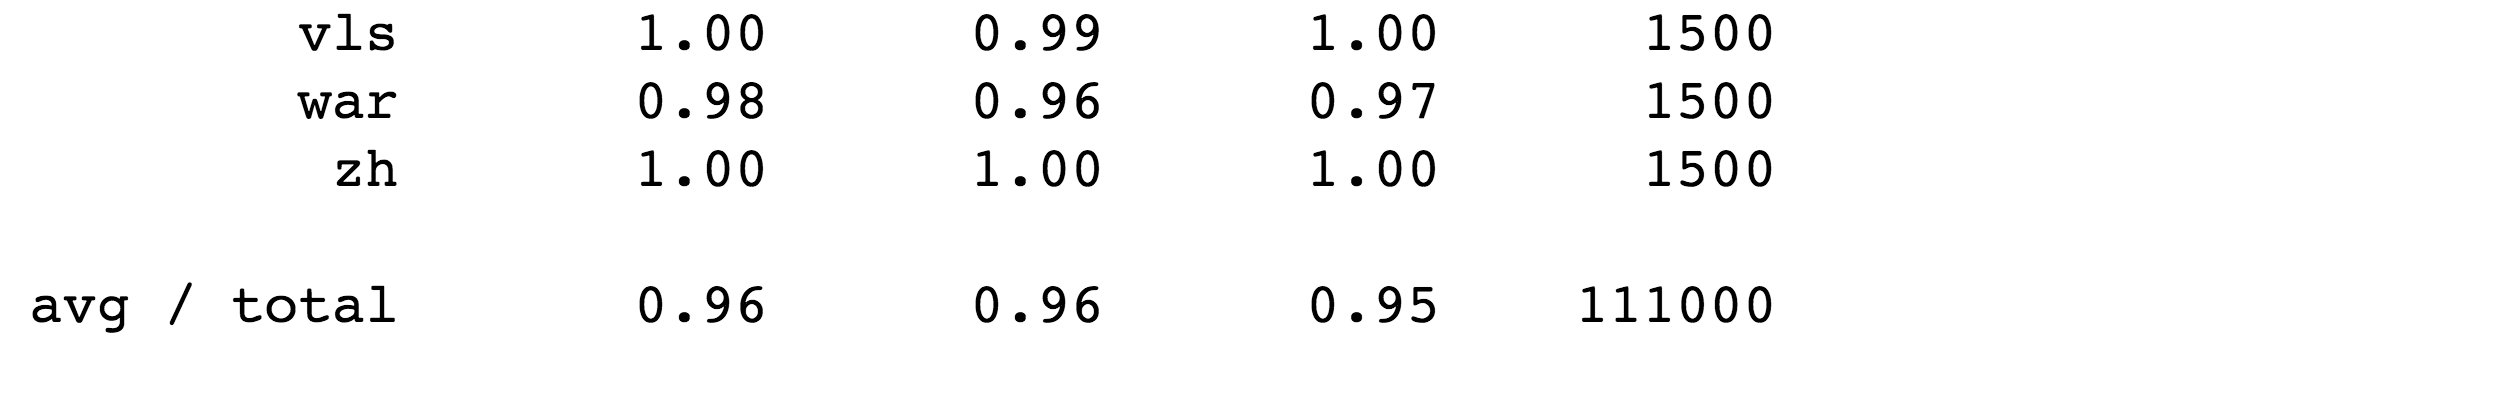 vls 1.00 0.99 1.00 1500
war 0.98 0.96 0.97 1500
zh 1.00 1.00 1.00 1500
avg / total 0.96 0.96 0.95 111000